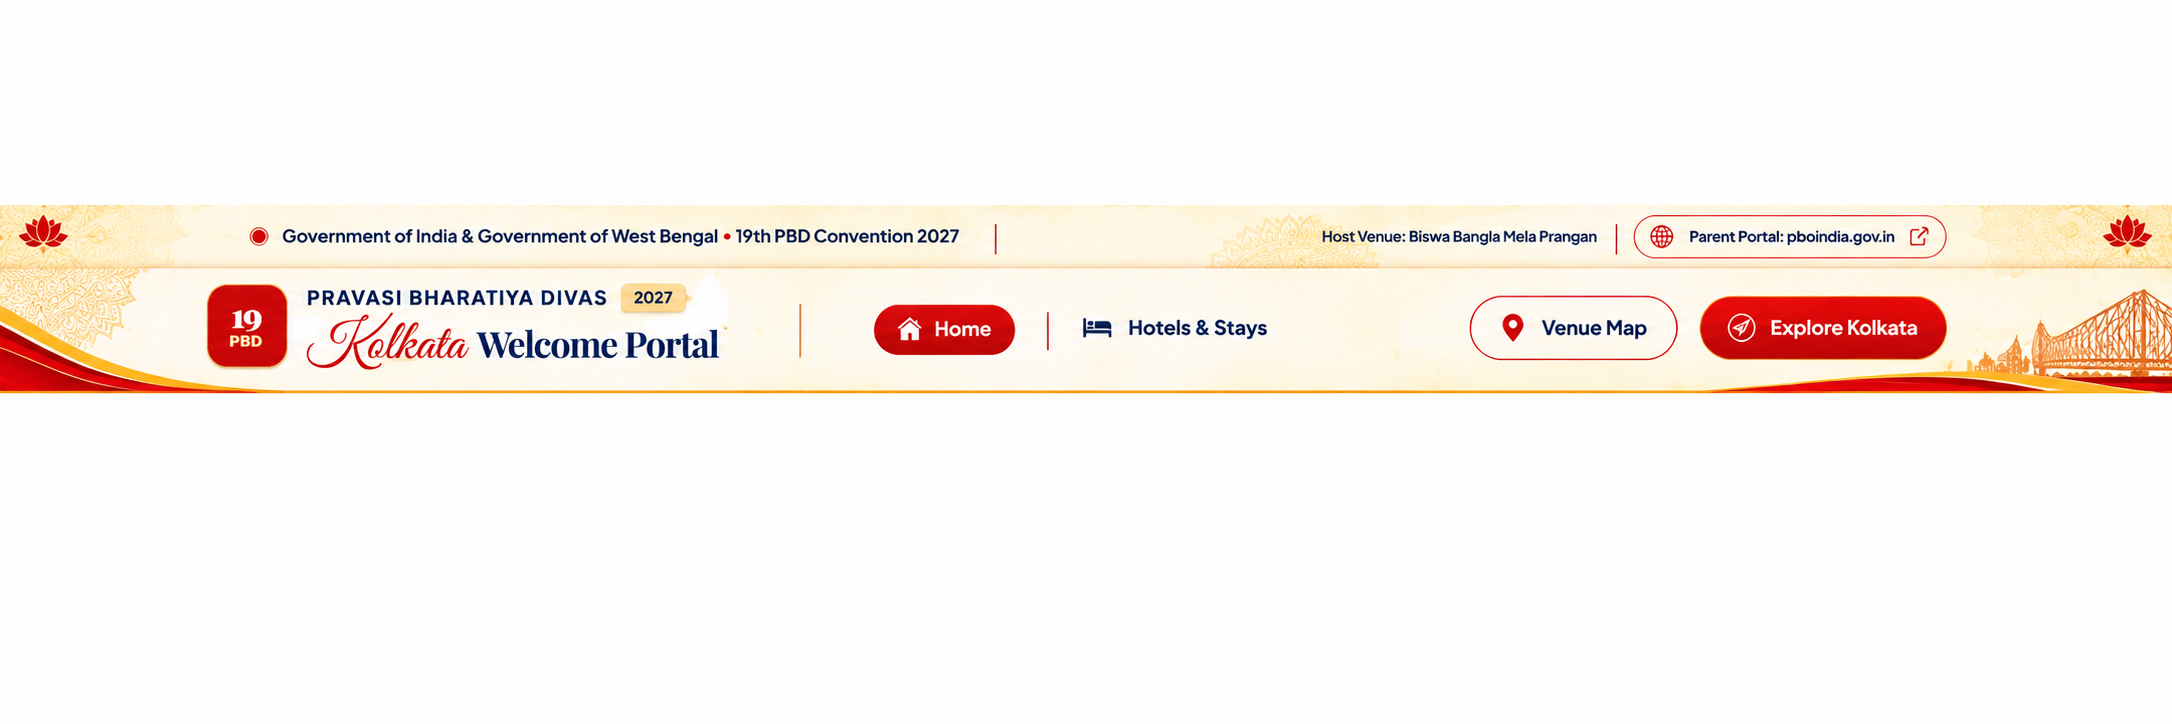 Government of India & Government of West Bengal • 19th PBD Convention 2027
Host Venue: Biswa Bangla Mela Prangan
Parent Portal: pboindia.gov.in
19
PBD
PRAVASI BHARATIYA DIVAS 2027
Kolkata Welcome Portal
Home
Hotels & Stays
Venue Map
Explore Kolkata